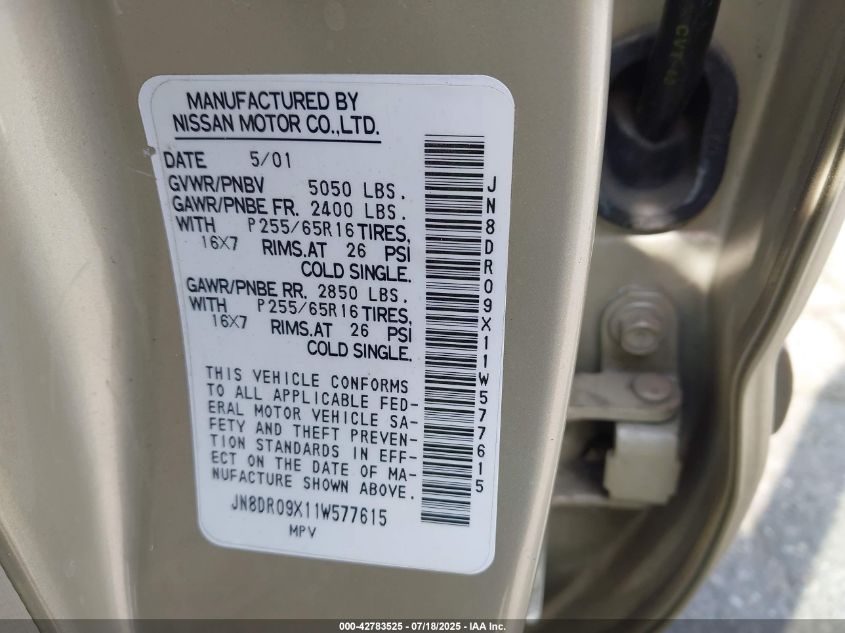 MANUFACTURED BY
NISSAN MOTOR CO.,LTD.
DATE 5/01
GVWR/PNBV 5050 LBS.
GAWR/PNBE FR. 2400 LBS.
WITH P255/65R16 TIRES,
16X7 RIMS.AT 26 PSI
COLD SINGLE.
GAWR/PNBE RR. 2850 LBS.
WITH P255/65R16 TIRES,
16X7 RIMS.AT 26 PSI
COLD SINGLE.
THIS VEHICLE CONFORMS
TO ALL APPLICABLE FED-
ERAL MOTOR VEHICLE SA-
FETY AND THEFT PREVEN-
TION STANDARDS IN EFF-
ECT ON THE DATE OF MA-
NUFACTURE SHOWN ABOVE.
JN8DR09X11W577615
MPV
JN8DR09X11W577615
000-42783525 - 07/18/2025 - IAA Inc.